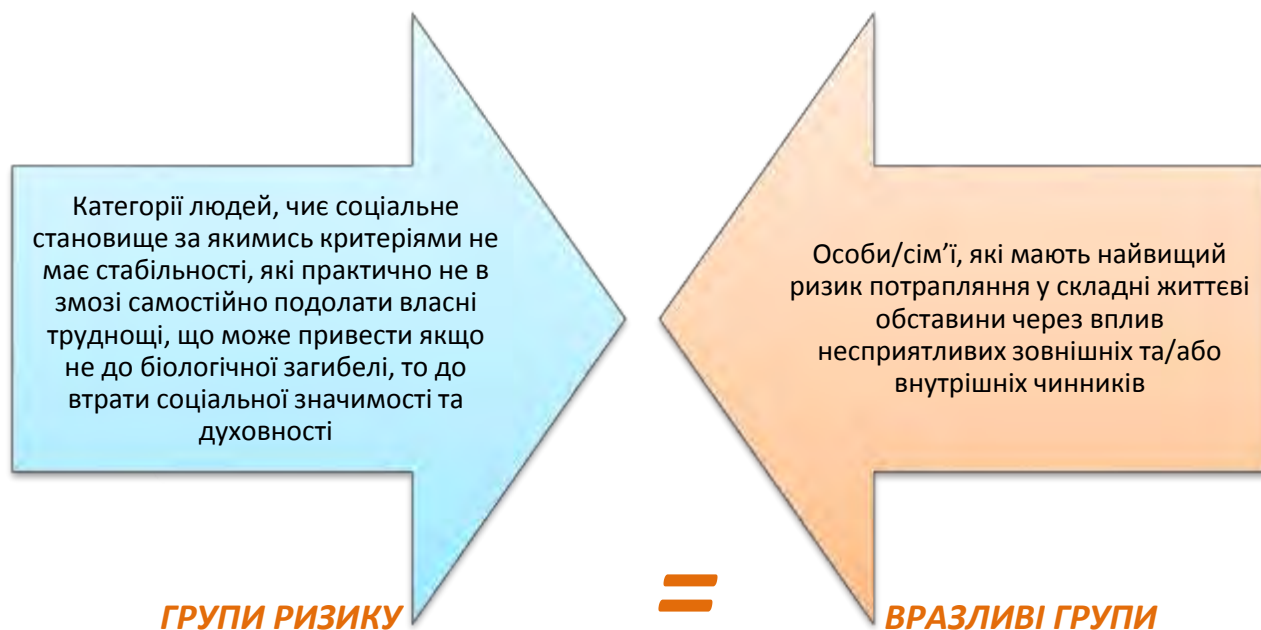 Категорії людей, чиє соціальне
становище за якимись критеріями не
має стабільності, які практично не в
змозі самостійно подолати власні
труднощі, що може привести якщо
не до біологічної загибелі, то до
втрати соціальної значимості та
духовності
Особи/сім’ї, які мають найвищий
ризик потрапляння у складні життєві
обставини через вплив
несприятливих зовнішніх та/або
внутрішніх чинників
ГРУПИ РИЗИКУ
=
ВРАЗЛИВІ ГРУПИ